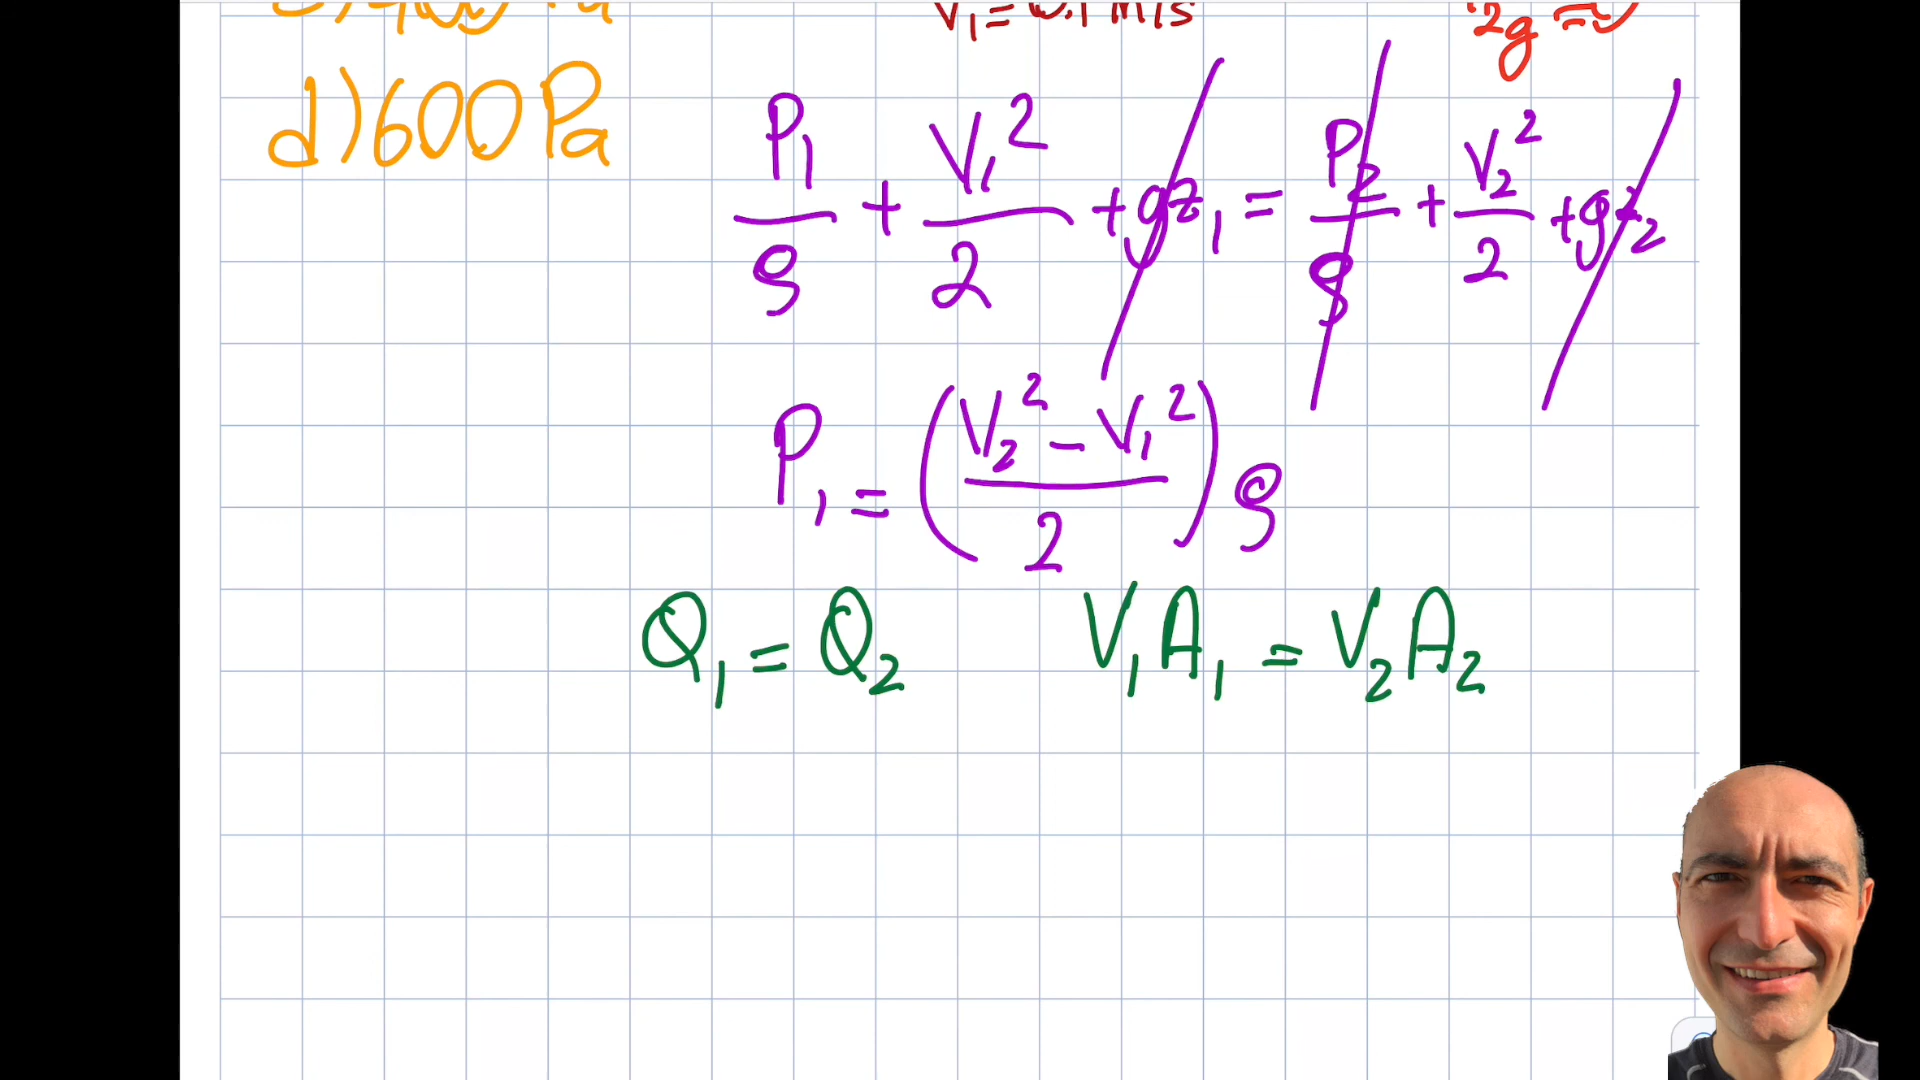 d) 600 Pa
P₁/ρ + V₁²/2 + gz₁ = P₂/ρ + V₂²/2 + gz₂
P₁ = ((V₂² - V₁²)/2) ρ
Q₁ = Q₂    V₁A₁ = V₂A₂